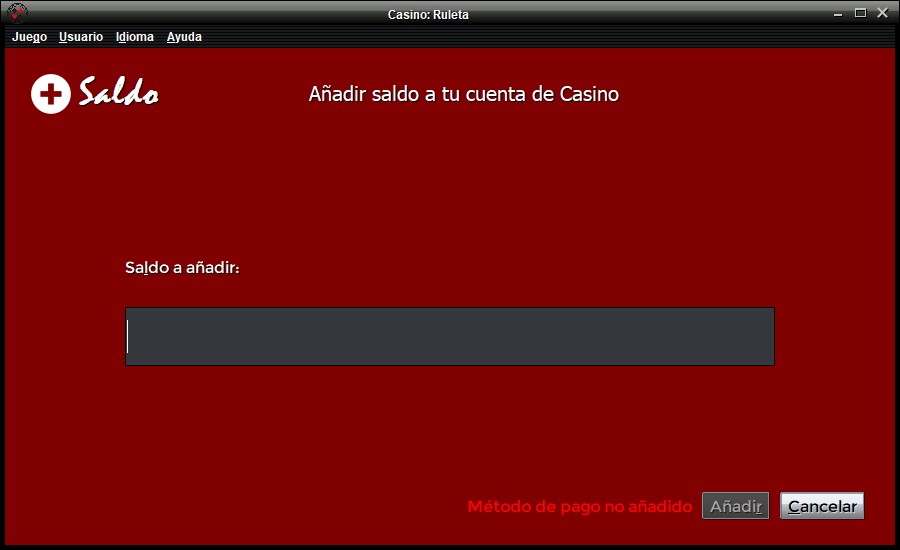 Casino: Ruleta
Juego Usuario Idioma Ayuda
Saldo
Añadir saldo a tu cuenta de Casino
Saldo a añadir:
Método de pago no añadido
Añadir
Cancelar